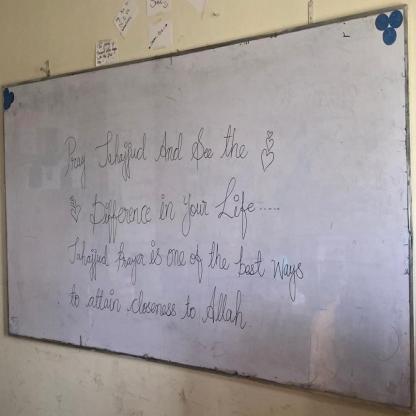 Pray Tahajjud And See the
Difference in Your Life.....
Tahajjud Prayer is one of the best ways
to attain closeness to Allah